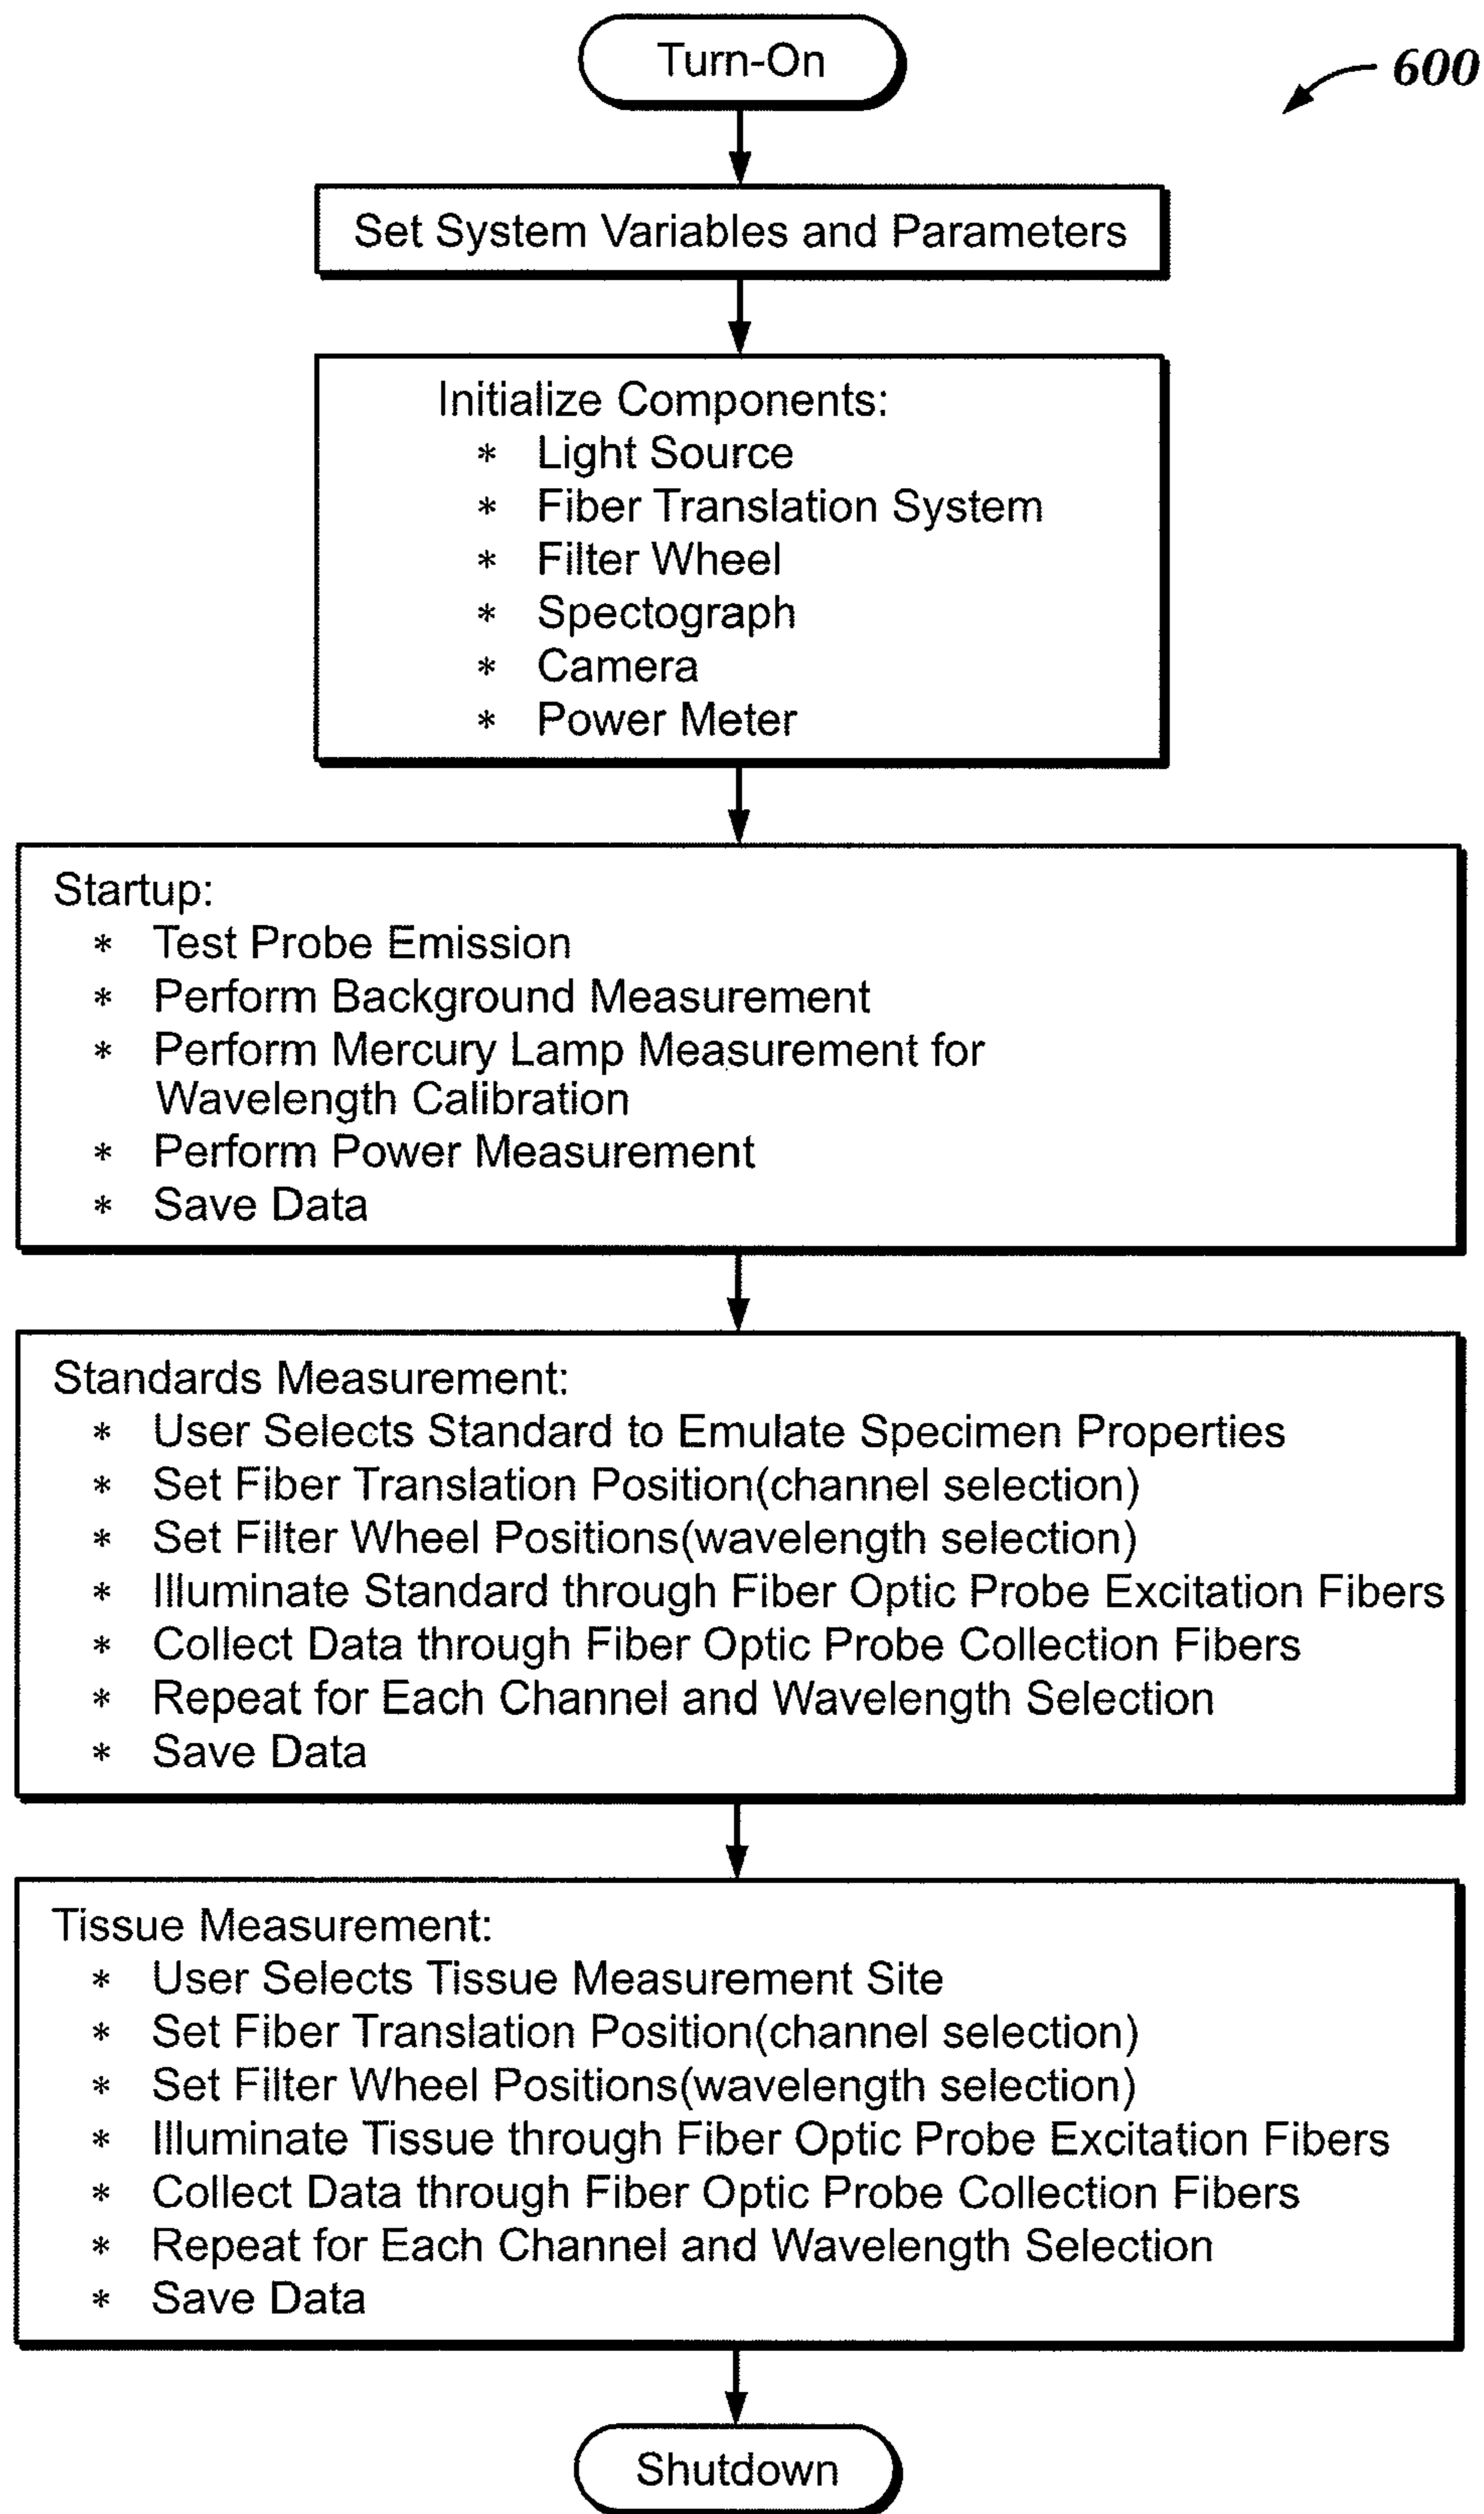 Turn-On
600
Set System Variables and Parameters
Initialize Components:
* Light Source
* Fiber Translation System
* Filter Wheel
* Spectograph
* Camera
* Power Meter
Startup:
* Test Probe Emission
* Perform Background Measurement
* Perform Mercury Lamp Measurement for
Wavelength Calibration
* Perform Power Measurement
* Save Data
Standards Measurement:
* User Selects Standard to Emulate Specimen Properties
* Set Fiber Translation Position(channel selection)
* Set Filter Wheel Positions(wavelength selection)
* Illuminate Standard through Fiber Optic Probe Excitation Fibers
* Collect Data through Fiber Optic Probe Collection Fibers
* Repeat for Each Channel and Wavelength Selection
* Save Data
Tissue Measurement:
* User Selects Tissue Measurement Site
* Set Fiber Translation Position(channel selection)
* Set Filter Wheel Positions(wavelength selection)
* Illuminate Tissue through Fiber Optic Probe Excitation Fibers
* Collect Data through Fiber Optic Probe Collection Fibers
* Repeat for Each Channel and Wavelength Selection
* Save Data
Shutdown